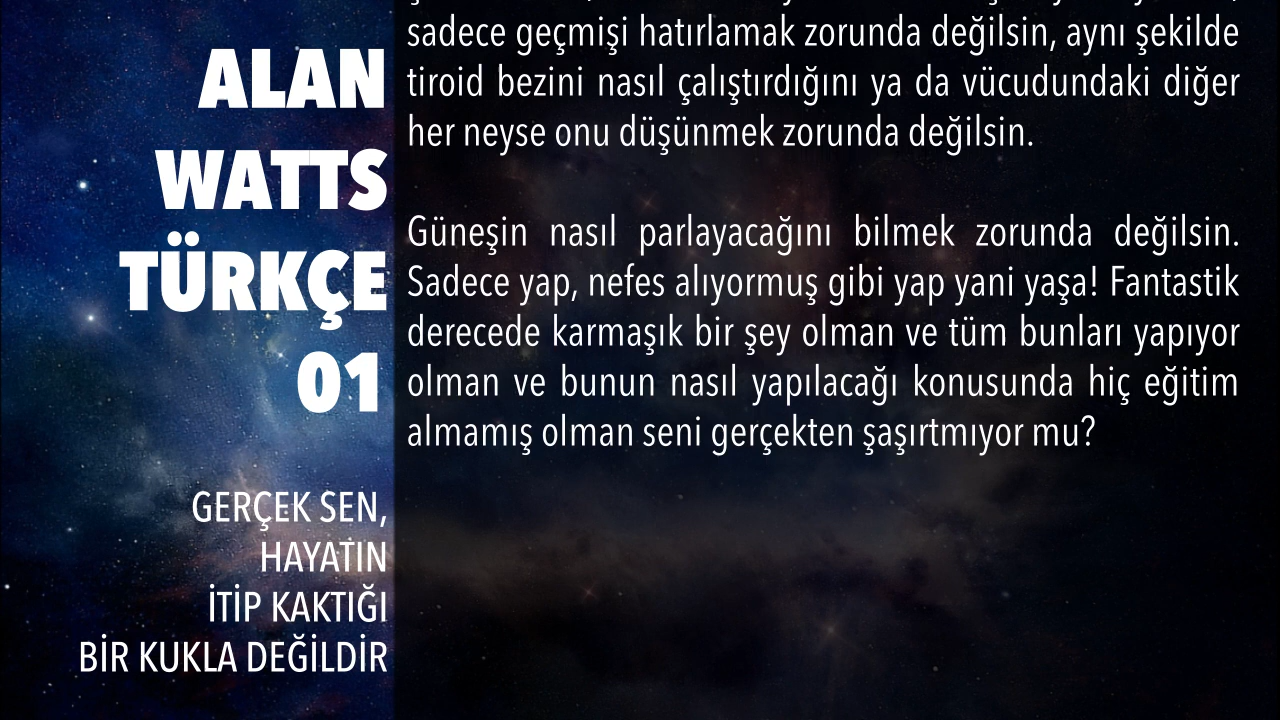 ALAN
WATTS
TÜRKÇE
01
GERÇEK SEN,
HAYATIN
İTİP KAKTIĞI
BİR KUKLA DEĞİLDİR
sadece geçmişi hatırlamak zorunda değilsin, aynı şekilde
tiroid bezini nasıl çalıştırdığını ya da vücudundaki diğer
her neyse onu düşünmek zorunda değilsin.
Güneşin nasıl parlayacağını bilmek zorunda değilsin.
Sadece yap, nefes alıyormuş gibi yap yani yaşa! Fantastik
derecede karmaşık bir şey olman ve tüm bunları yapıyor
olman ve bunun nasıl yapılacağı konusunda hiç eğitim
almamış olman seni gerçekten şaşırtmıyor mu?